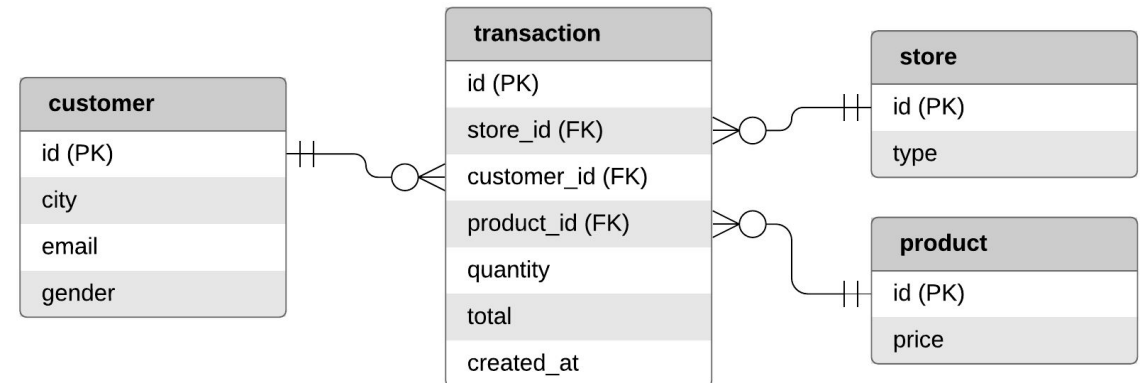 customer
id (PK)
city
email
gender
transaction
id (PK)
store_id (FK)
customer_id (FK)
product_id (FK)
quantity
total
created_at
store
id (PK)
type
product
id (PK)
price